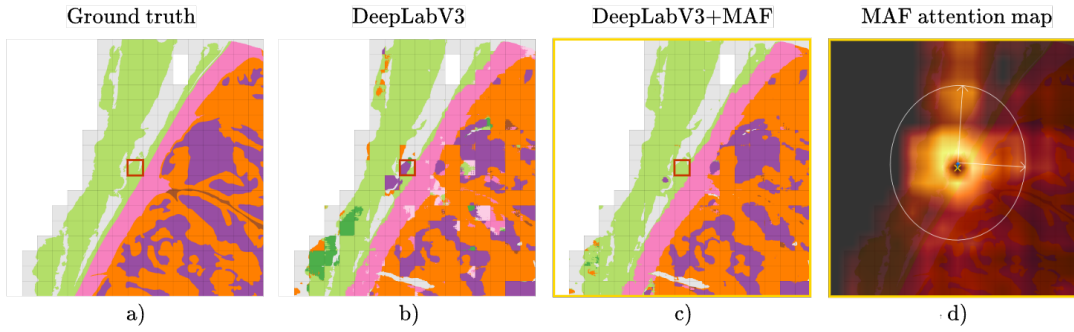 Ground truth
DeepLabV3
DeepLabV3+MAF
MAF attention map
a)
b)
c)
d)